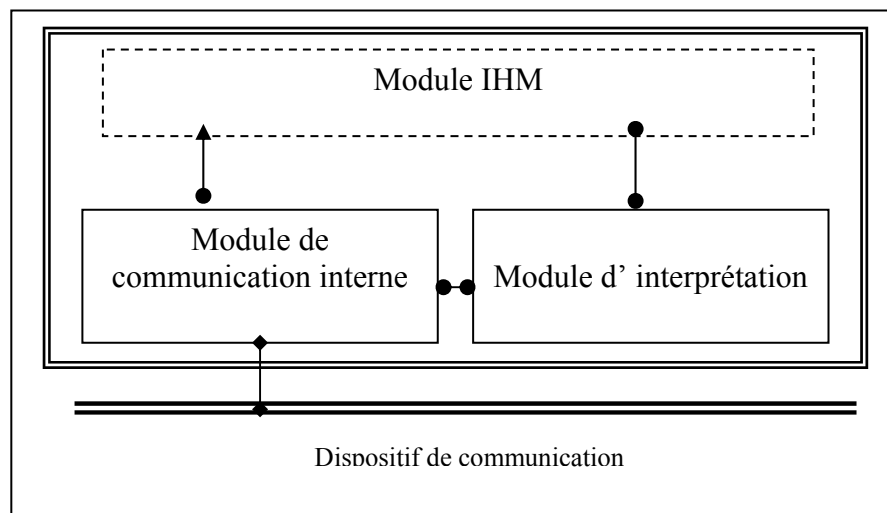 Module IHM
Module de
communication interne
Module d' interprétation
Dispositif de communication